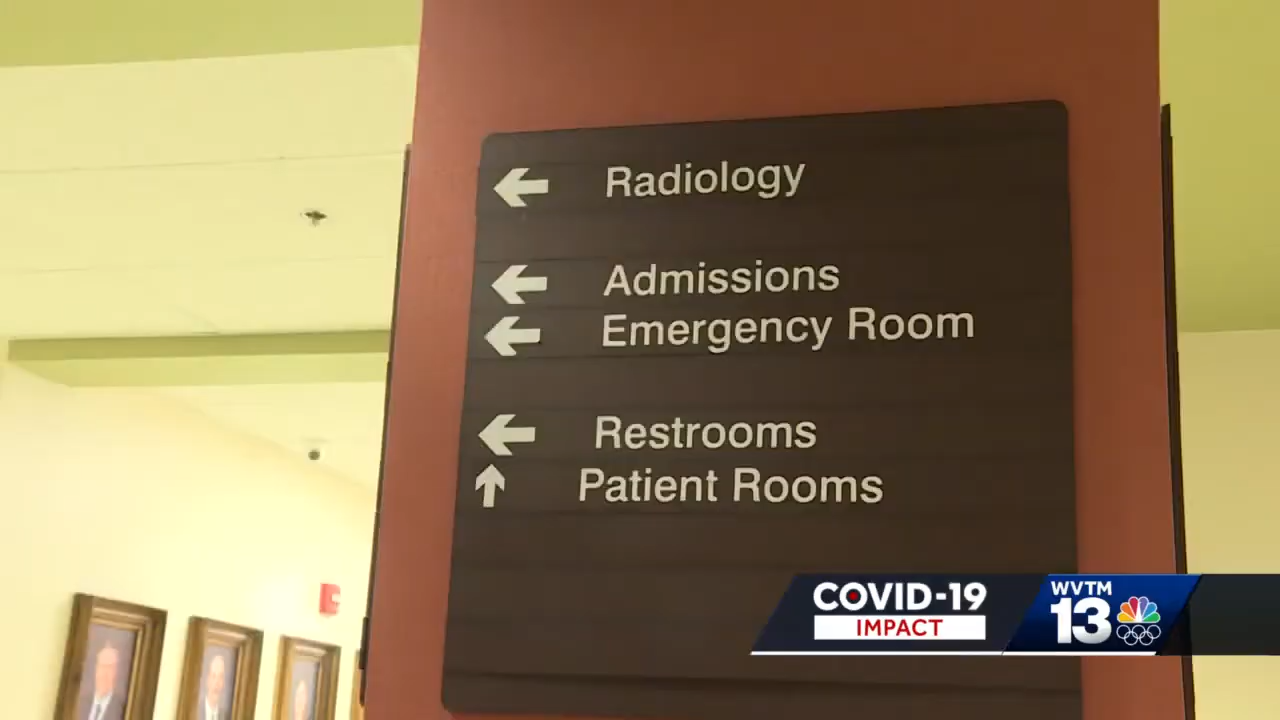 Radiology
Admissions
Emergency Room
Restrooms
Patient Rooms
COVID-19
IMPACT
WVTM
13